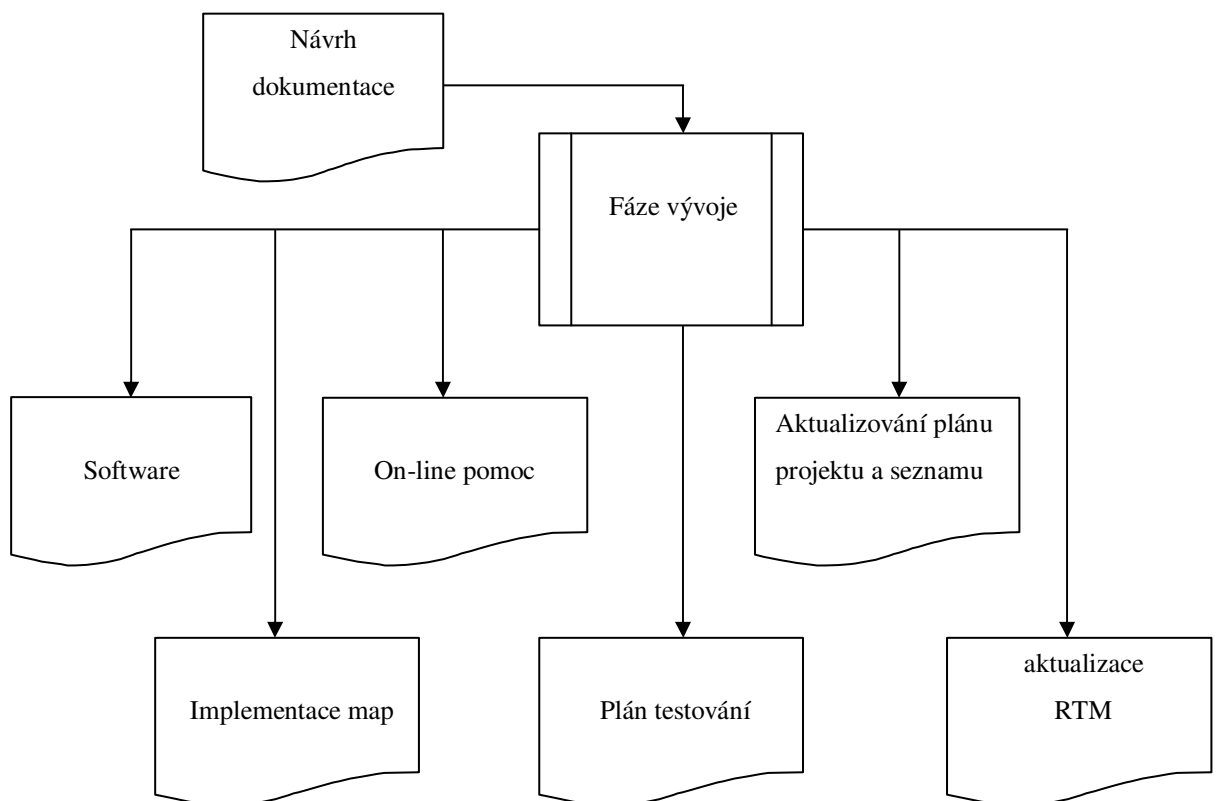 Návrh
dokumentace
Fáze vývoje
Software
On-line pomoc
Aktualizování plánu
projektu a seznamu
Implementace map
Plán testování
aktualizace
RTM